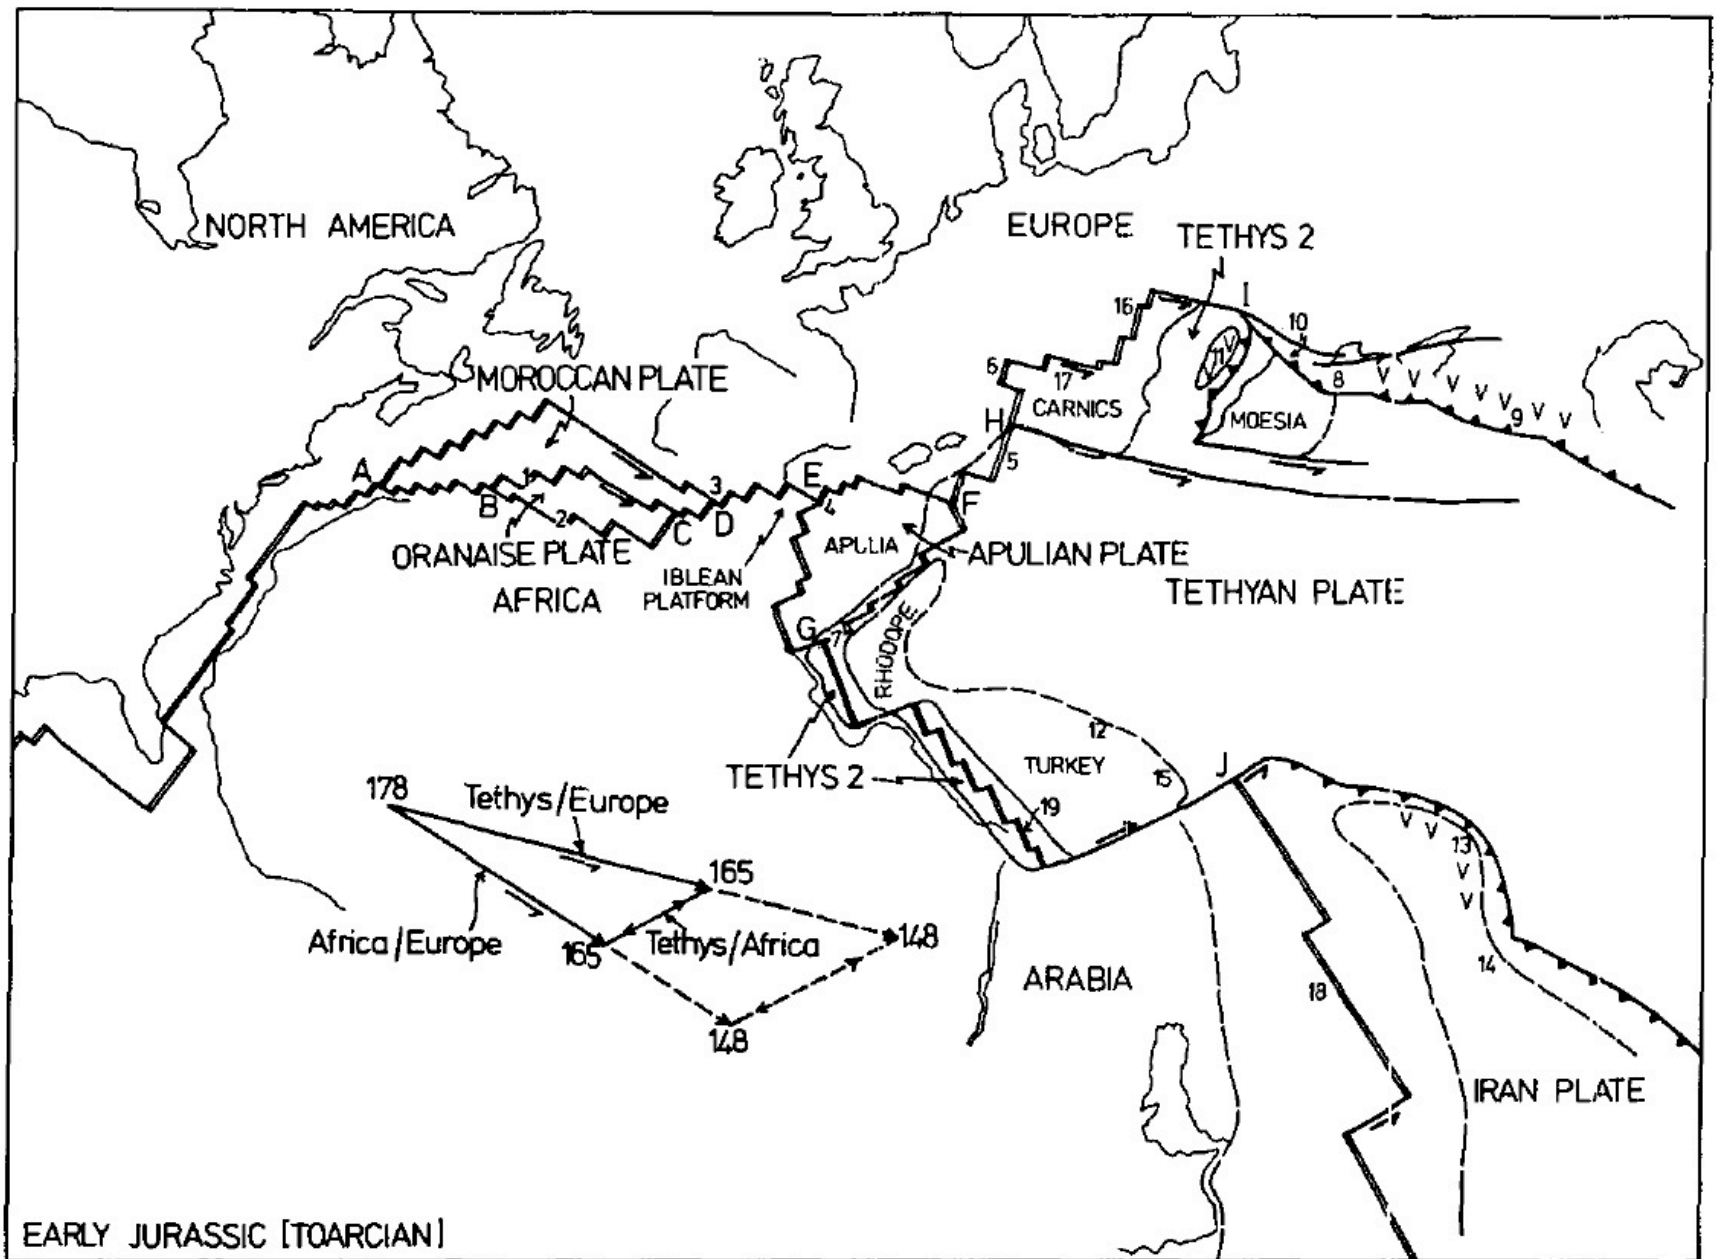 NORTH AMERICA
EUROPE
TETHYS 2
I
16
10
MOROCCAN PLATE
6
17
11
V
8
V V V V V V V
9
CARNICS
MOESIA
H
5
A
1
3
E
B
4
F
2
C
D
ORANAISE PLATE
IBLEAN
PLATFORM
APULIA
APULIAN PLATE
AFRICA
TETHYAN PLATE
G
7
RHODOPE
12
TETHYS 2
TURKEY
15
J
19
178
Tethys/Europe
V V
13
V
V
165
Africa/Europe
165
Tethys/Africa
148
14
ARABIA
18
148
IRAN PLATE
EARLY JURASSIC [TOARCIAN]